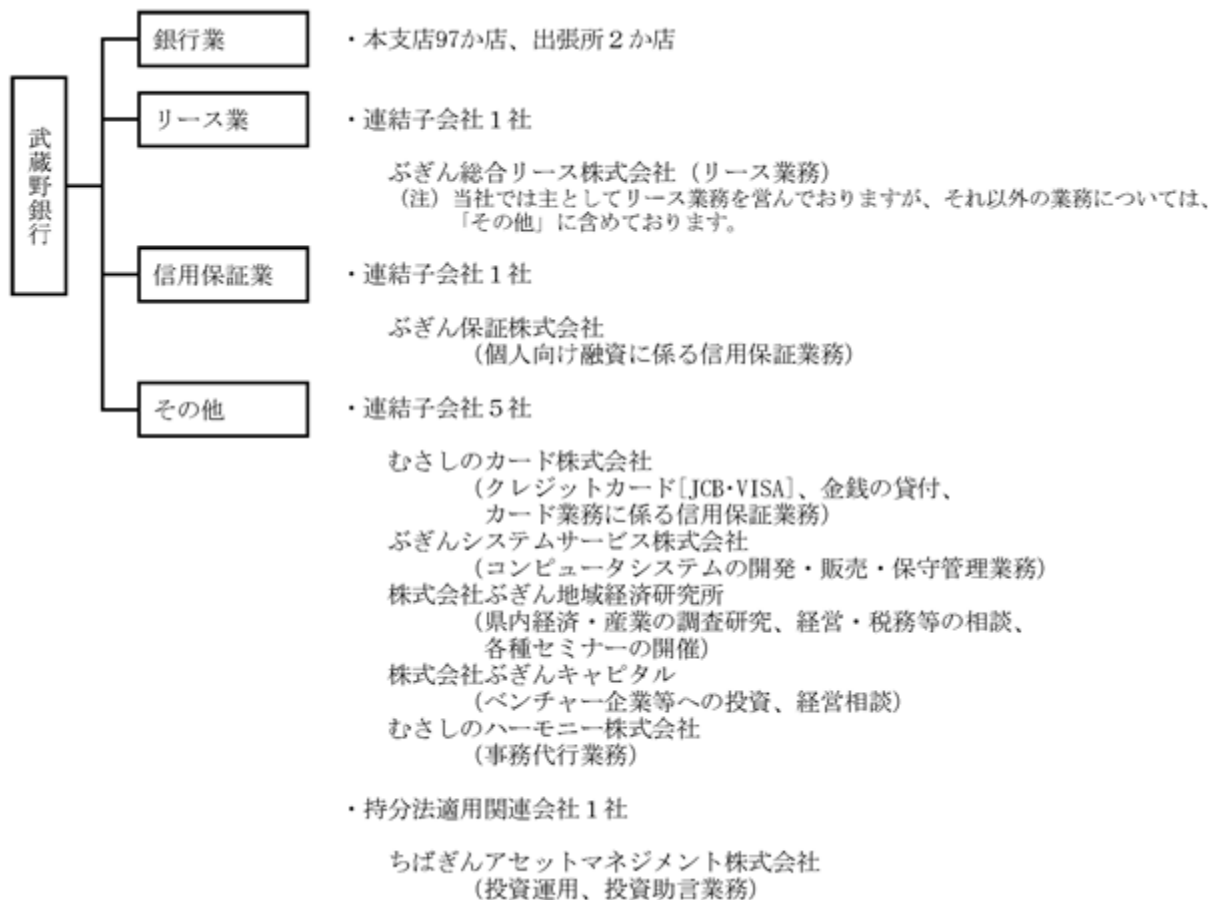 武蔵野銀行
銀行業
・本支店97か店、出張所２か店
リース業
・連結子会社１社
ぶぎん総合リース株式会社（リース業務）
（注）当社では主としてリース業務を営んでおりますが、それ以外の業務については、
「その他」に含めております。
信用保証業
・連結子会社１社
ぶぎん保証株式会社
（個人向け融資に係る信用保証業務）
その他
・連結子会社５社
むさしのカード株式会社
（クレジットカード[JCB・VISA]、金銭の貸付、
カード業務に係る信用保証業務）
ぶぎんシステムサービス株式会社
（コンピュータシステムの開発・販売・保守管理業務）
株式会社ぶぎん地域経済研究所
（県内経済・産業の調査研究、経営・税務等の相談、
各種セミナーの開催）
株式会社ぶぎんキャピタル
（ベンチャー企業等への投資、経営相談）
むさしのハーモニー株式会社
（事務代行業務）
・持分法適用関連会社１社
ちばぎんアセットマネジメント株式会社
（投資運用、投資助言業務）